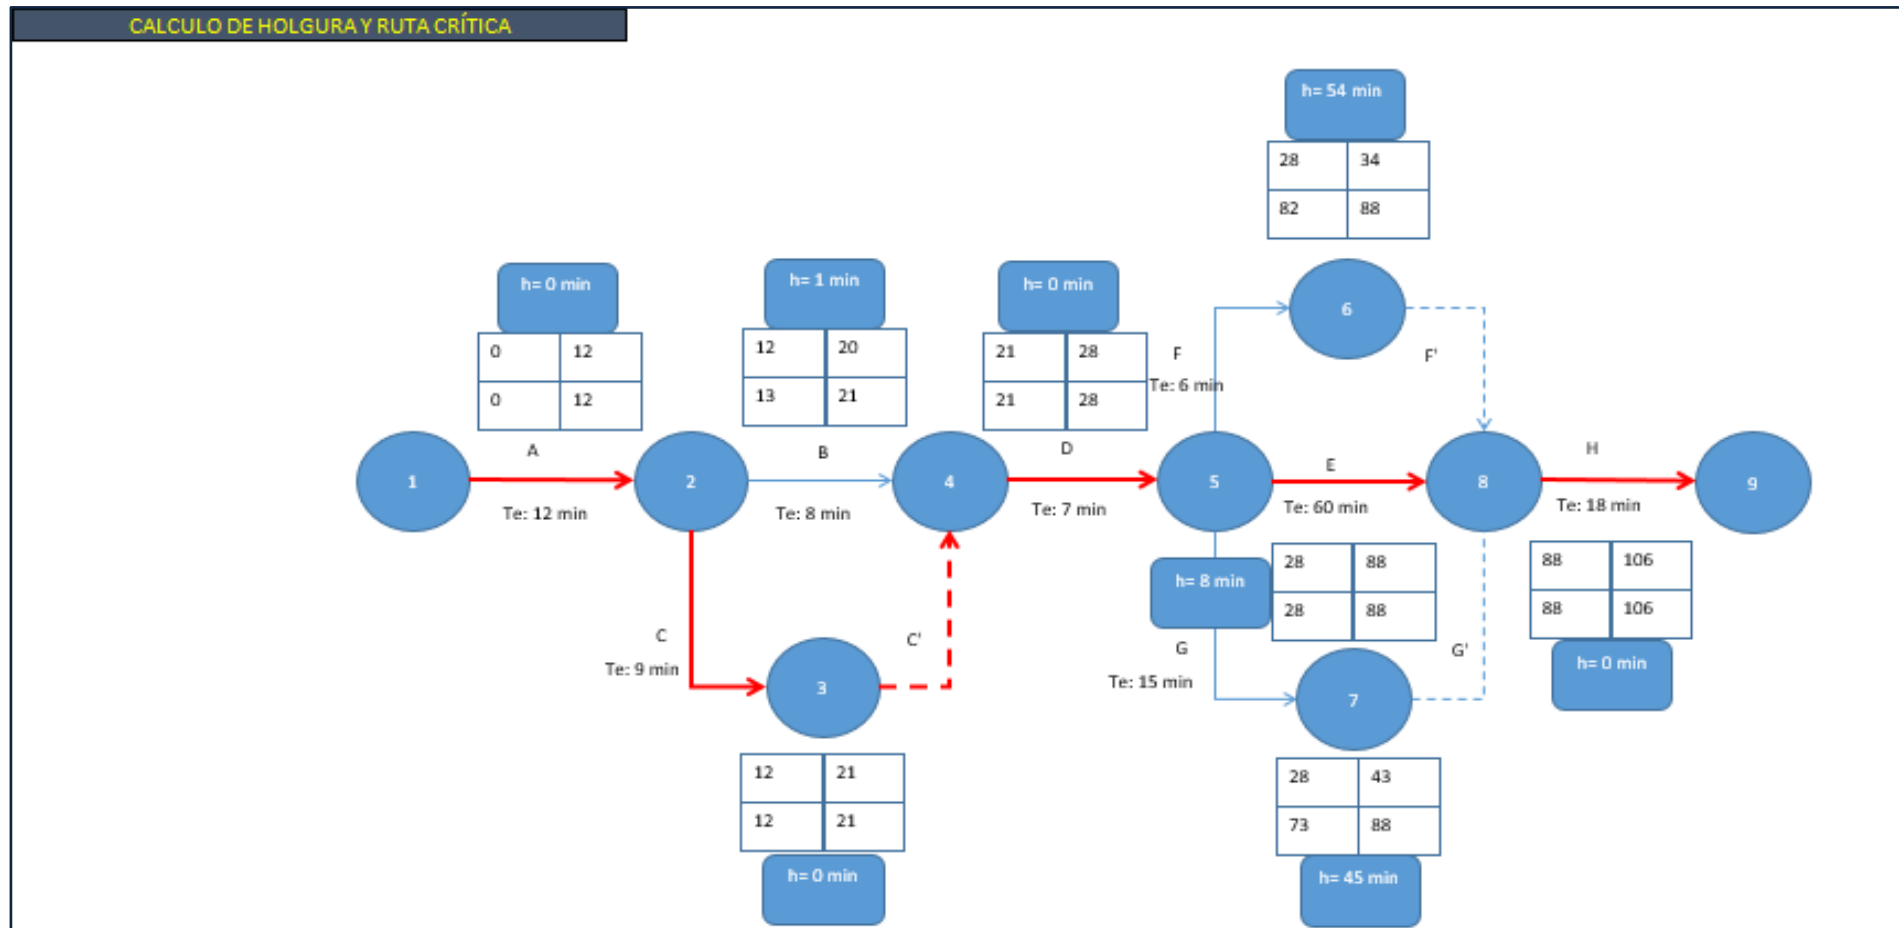 CALCULO DE HOLGURA Y RUTA CRÍTICA
h= 54 min
28 34
82 88
h= 0 min
0 12
0 12
h= 1 min
12 20
13 21
h= 0 min
21 28
21 28
F
Te: 6 min
6
F'
A
B
D
E
H
1
2
4
5
8
9
Te: 12 min
Te: 8 min
Te: 7 min
Te: 60 min
Te: 18 min
h= 8 min
28 88
28 88
88 106
88 106
h= 0 min
C
Te: 9 min
3
C'
G
Te: 15 min
7
G'
12 21
12 21
h= 0 min
28 43
73 88
h= 45 min